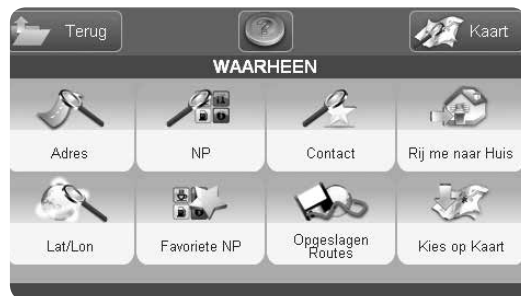 Terug
Kaart
WAARHEEN
Adres
NP
Contact
Rij me naar Huis
Lat/Lon
Favoriete NP
Opgeslagen
Routes
Kies op Kaart